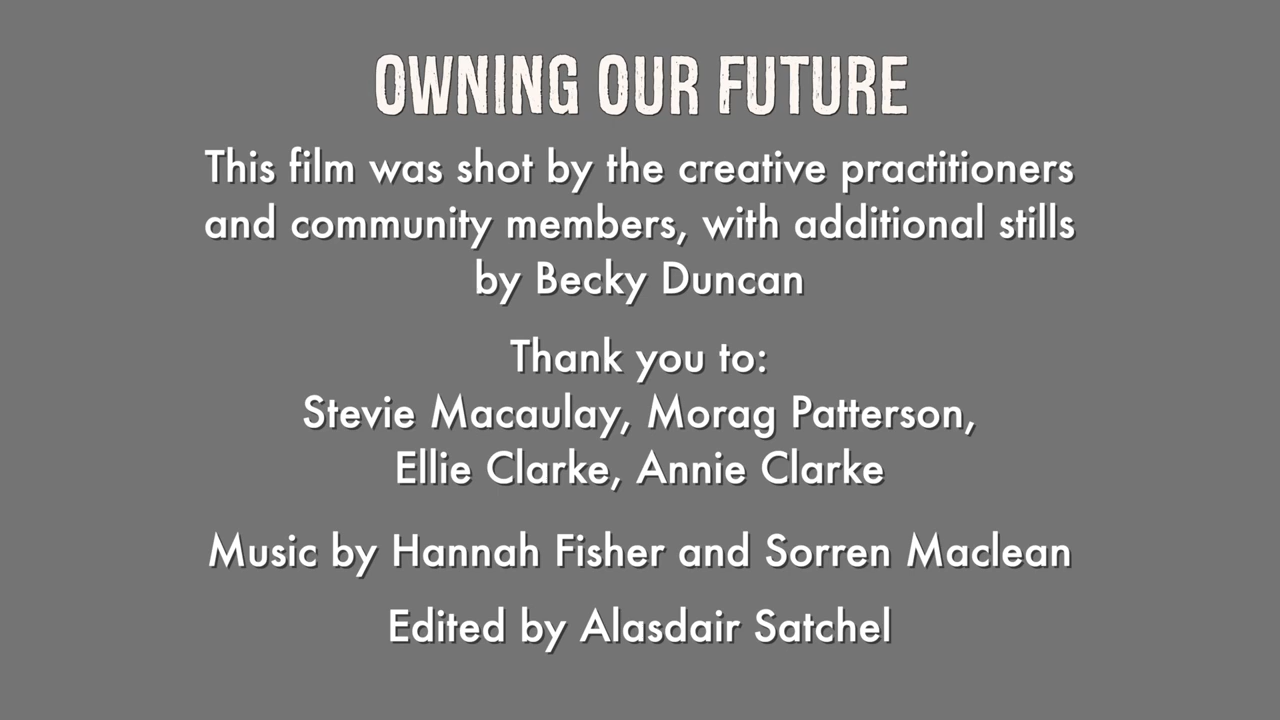 OWNING OUR FUTURE
This film was shot by the creative practitioners
and community members, with additional stills
by Becky Duncan
Thank you to:
Stevie Macaulay, Morag Patterson,
Ellie Clarke, Annie Clarke
Music by Hannah Fisher and Sorren Maclean
Edited by Alasdair Satchel